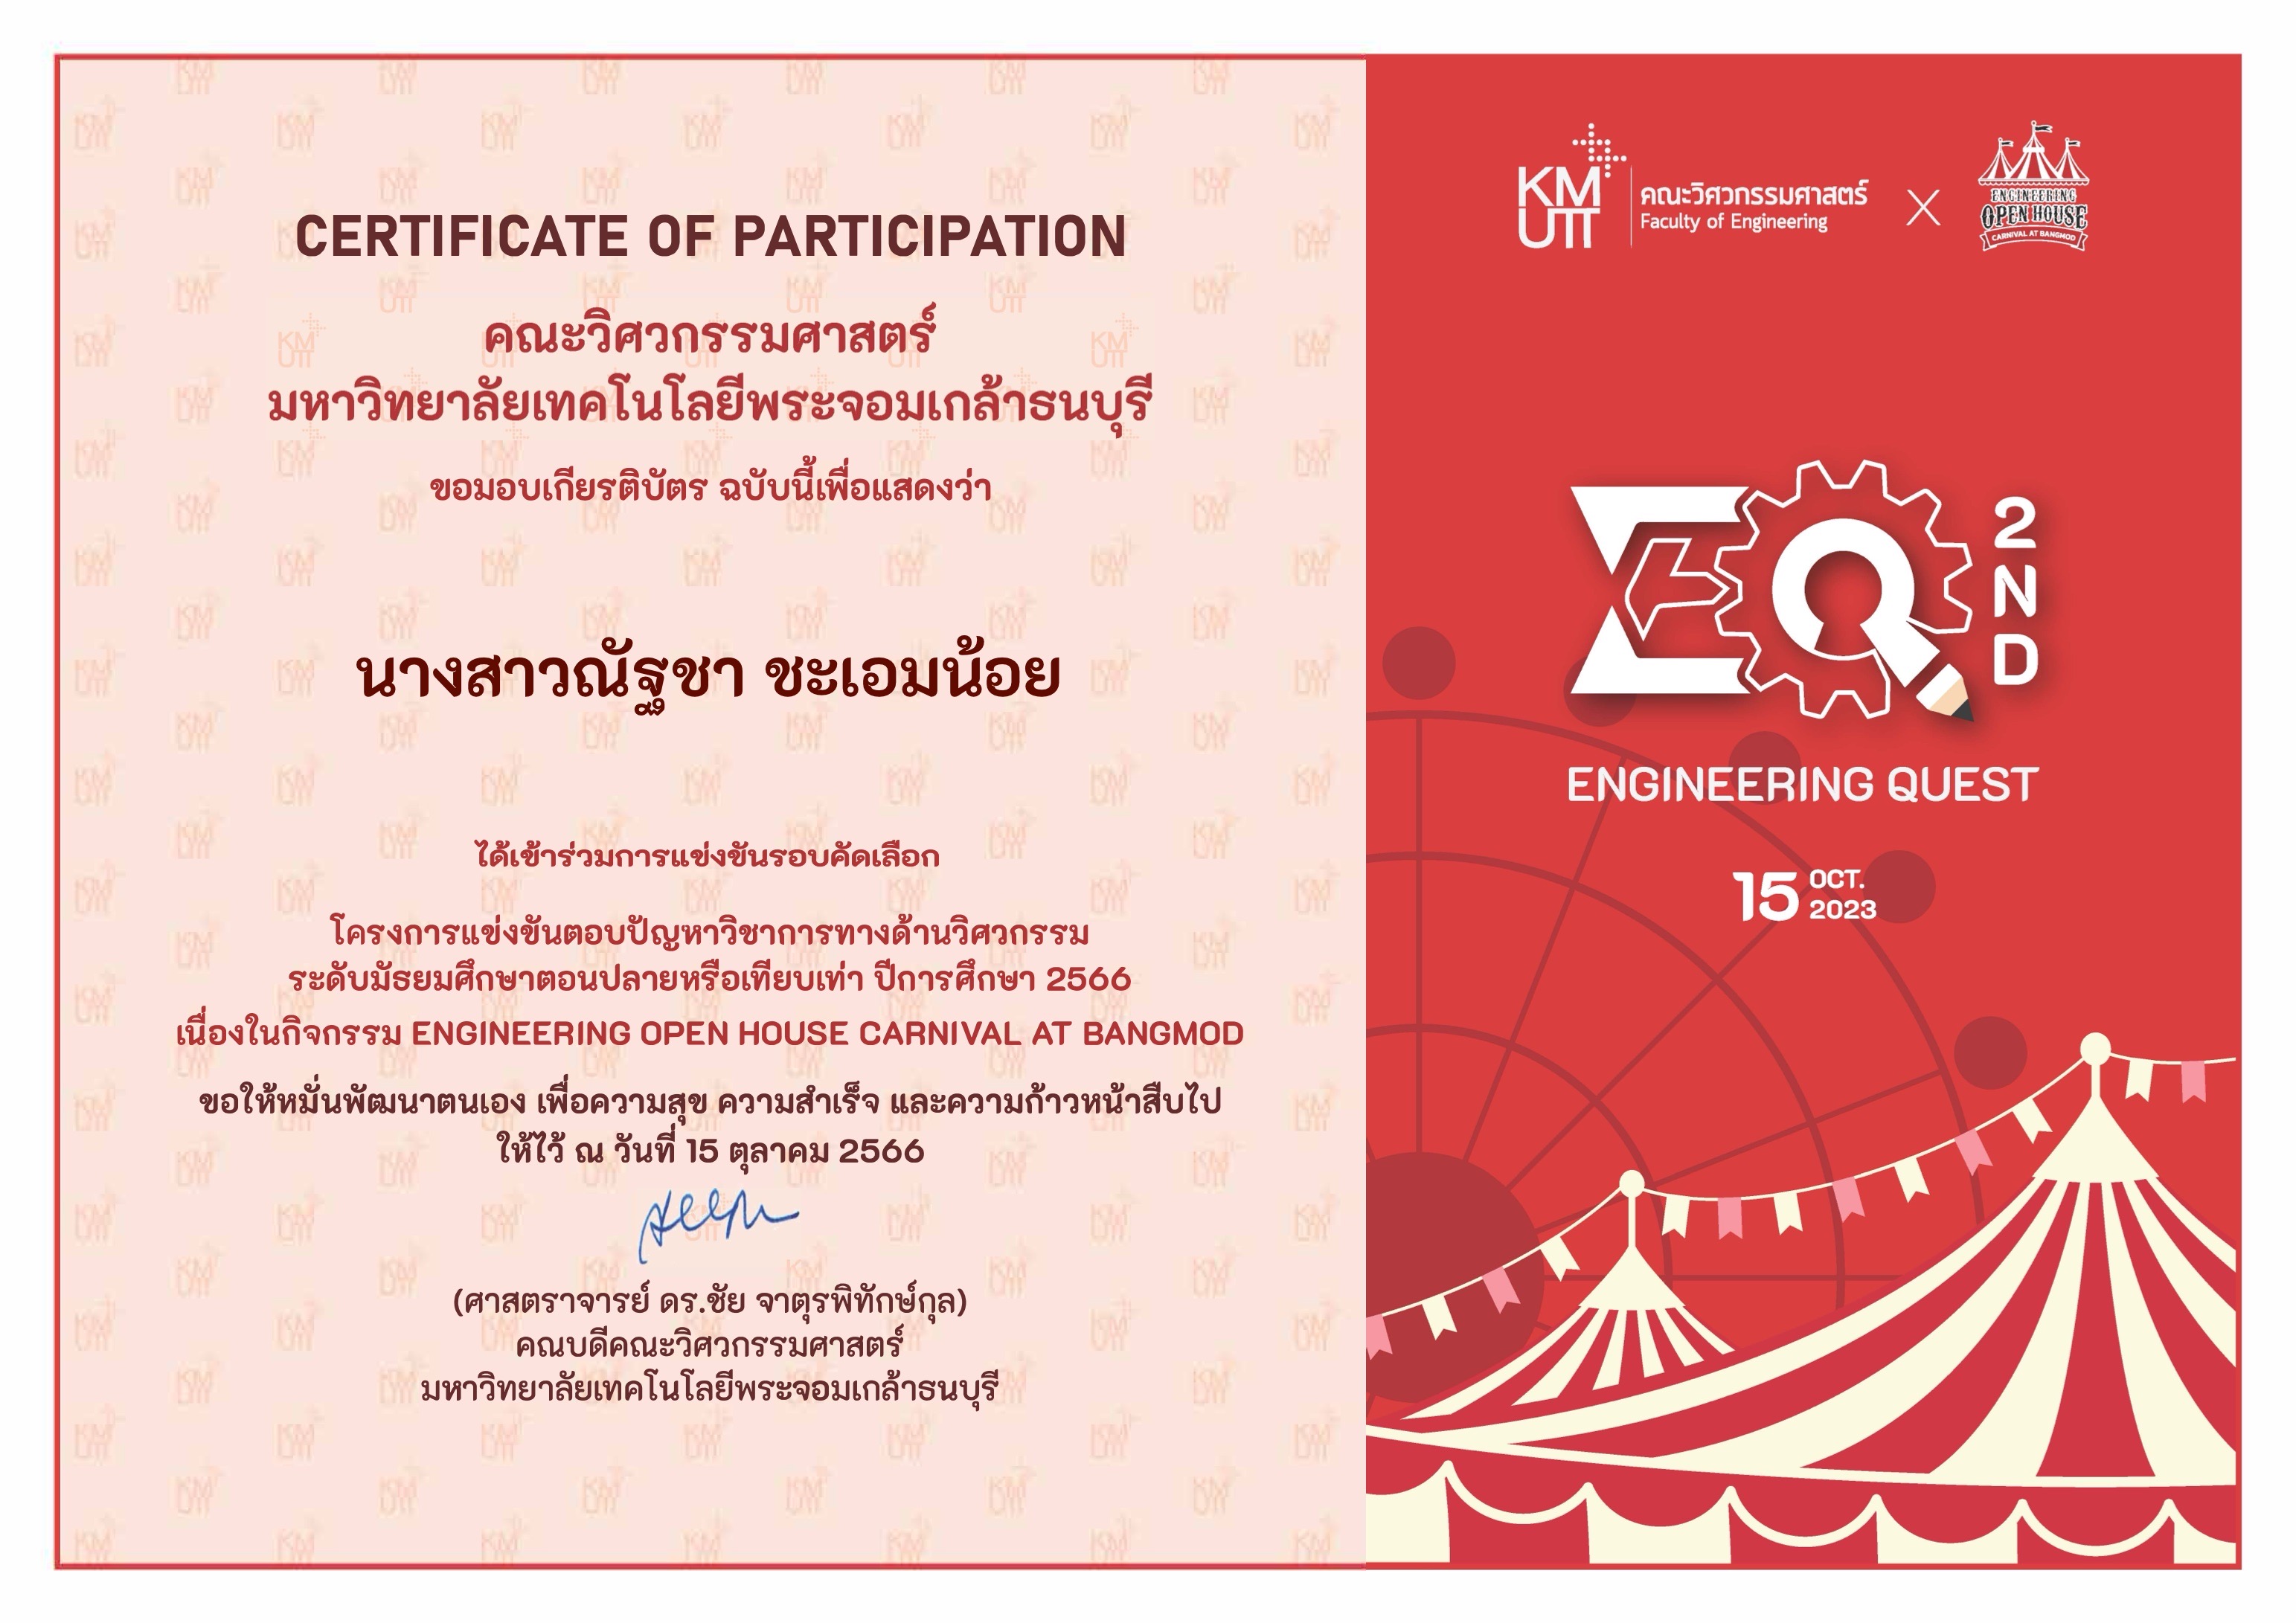 CERTIFICATE OF PARTICIPATION
คณะวิศวกรรมศาสตร์
มหาวิทยาลัยเทคโนโลยีพระจอมเกล้าธนบุรี
ขอมอบเกียรติบัตร ฉบับนี้เพื่อแสดงว่า
นางสาวณัฐชา ชะเอมน้อย
ได้เข้าร่วมการแข่งขันรอบคัดเลือก
โครงการแข่งขันตอบปัญหาวิชาการทางด้านวิศวกรรม
ระดับมัธยมศึกษาตอนปลายหรือเทียบเท่า ปีการศึกษา 2566
เนื่องในกิจกรรม ENGINEERING OPEN HOUSE CARNIVAL AT BANGMOD
ขอให้หมั่นพัฒนาตนเอง เพื่อความสุข ความสำเร็จ และความก้าวหน้าสืบไป
ให้ไว้ ณ วันที่ 15 ตุลาคม 2566
(ศาสตราจารย์ ดร.ชัย จาตุรพิทักษ์กุล)
คณบดีคณะวิศวกรรมศาสตร์
มหาวิทยาลัยเทคโนโลยีพระจอมเกล้าธนบุรี
KM
UTT
คณะวิศวกรรมศาสตร์
Faculty of Engineering
X
ENGINEERING
OPEN HOUSE
CARNIVAL AT BANGMOD
EQ
2ND
ENGINEERING QUEST
15 OCT.
2023